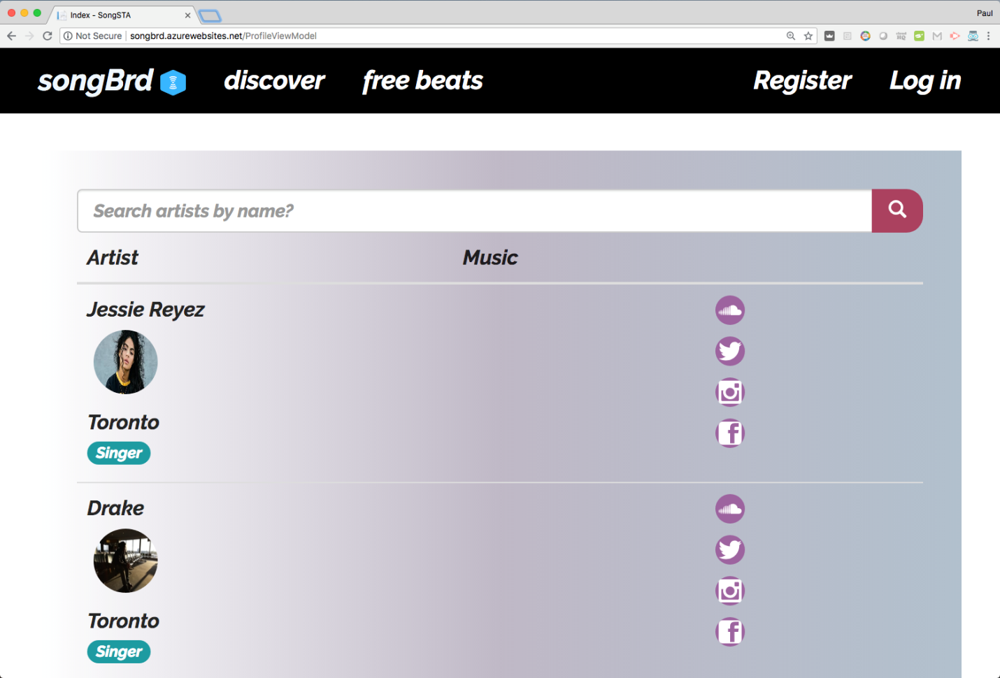 Index - SongSTA
Paul
Not Secure songbrd.azurewebsites.net/ProfileViewModel
songBrd discover free beats Register Log in
Search artists by name?
Artist Music
Jessie Reyez
Toronto
Singer
Drake
Toronto
Singer